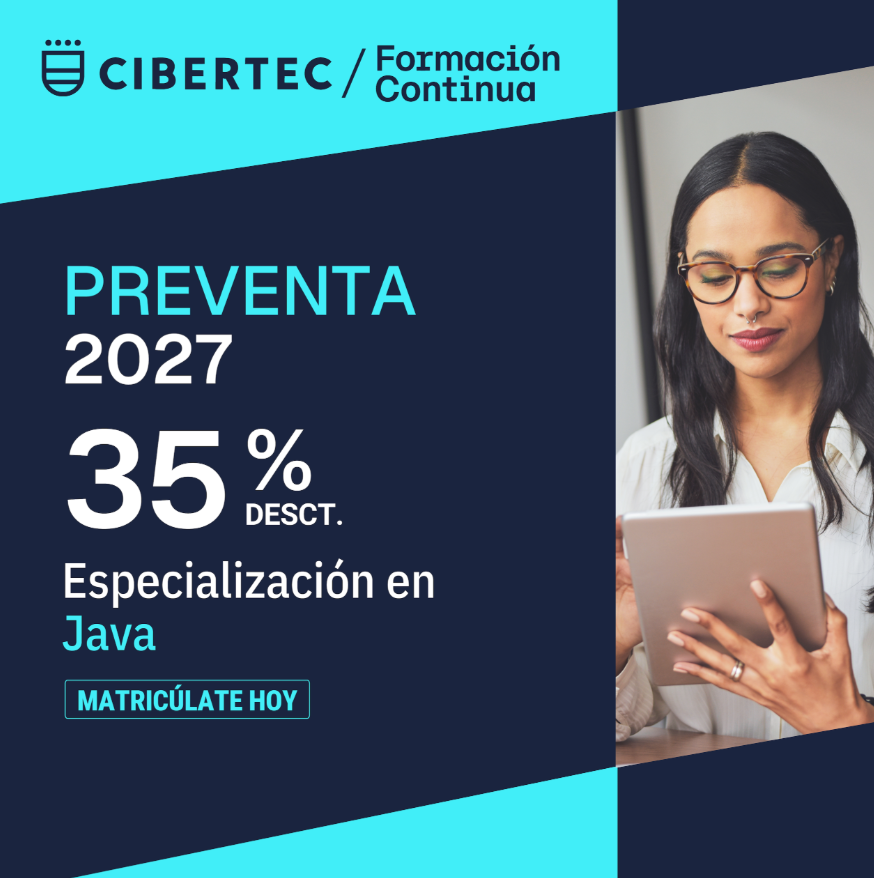 CIBERTEC / Formación
Continua
PREVENTA
2027
35%
DESCT.
Especialización en
Java
MATRICÚLATE HOY